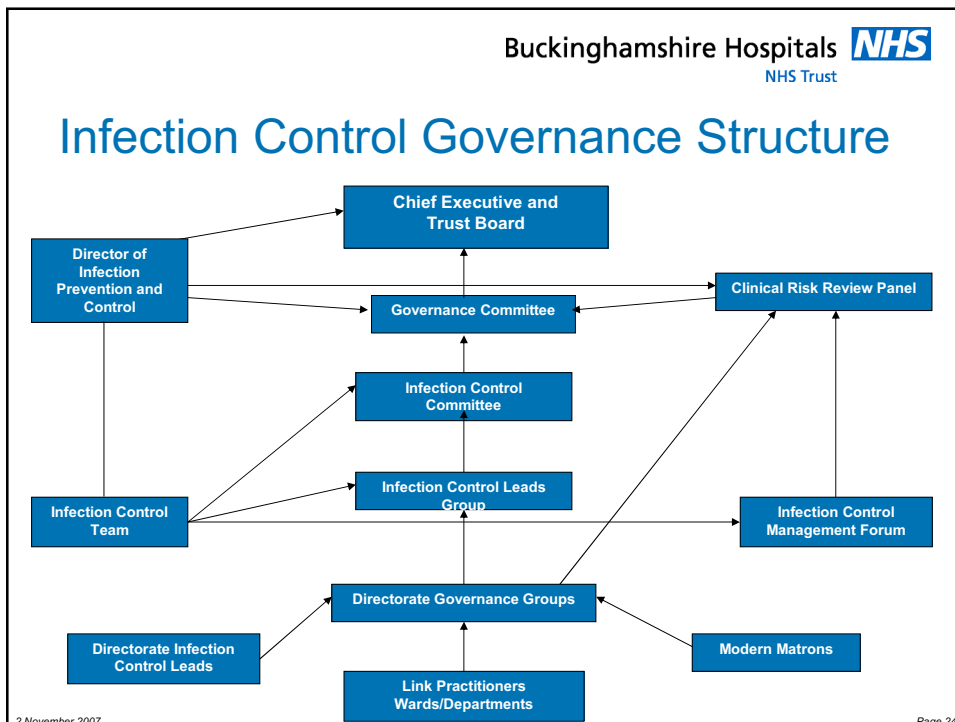 Buckinghamshire Hospitals NHS
NHS Trust
Infection Control Governance Structure
Chief Executive and
Trust Board
Director of
Infection
Prevention and
Control
Clinical Risk Review Panel
Governance Committee
Infection Control
Committee
Infection Control Leads
Group
Infection Control
Team
Infection Control
Management Forum
Directorate Governance Groups
Directorate Infection
Control Leads
Modern Matrons
Link Practitioners
Wards/Departments
2 November 2007
Page 24